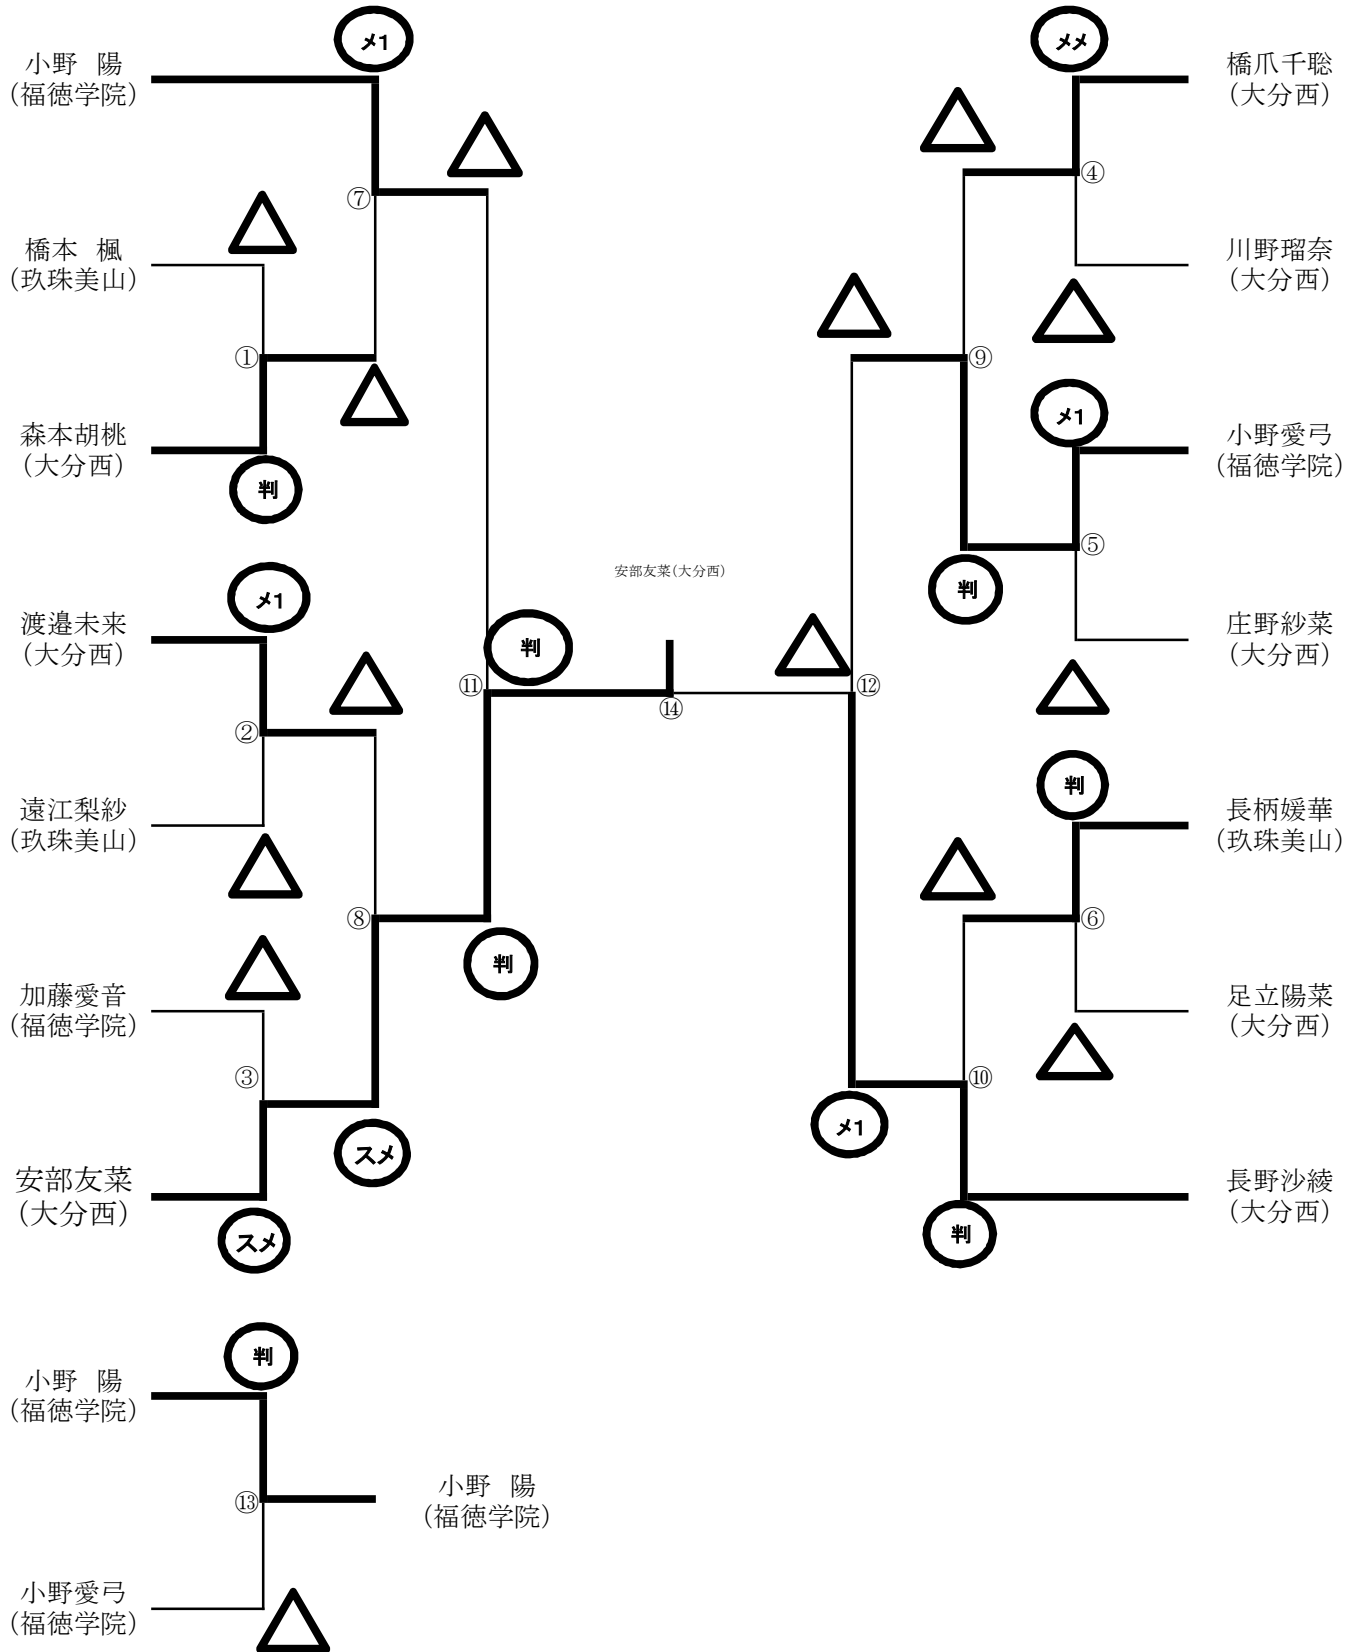 小野 陽
(福徳学院)
橋本 楓
(玖珠美山)
森本胡桃
(大分西)
渡邉未来
(大分西)
遠江梨紗
(玖珠美山)
加藤愛音
(福徳学院)
安部友菜
(大分西)
メ1
⑦
①
判
メ1
②
⑧
③
スメ
スメ
⑪
判
判
安部友菜(大分西)
⑭
⑫
メメ
④
⑨
メ1
⑤
判
判
⑥
⑩
メ1
判
橋爪千聡
(大分西)
川野瑠奈
(大分西)
小野愛弓
(福徳学院)
庄野紗菜
(大分西)
長柄媛華
(玖珠美山)
足立陽菜
(大分西)
長野沙綾
(大分西)
判
小野 陽
(福徳学院)
⑬
小野 陽
(福徳学院)
小野愛弓
(福徳学院)